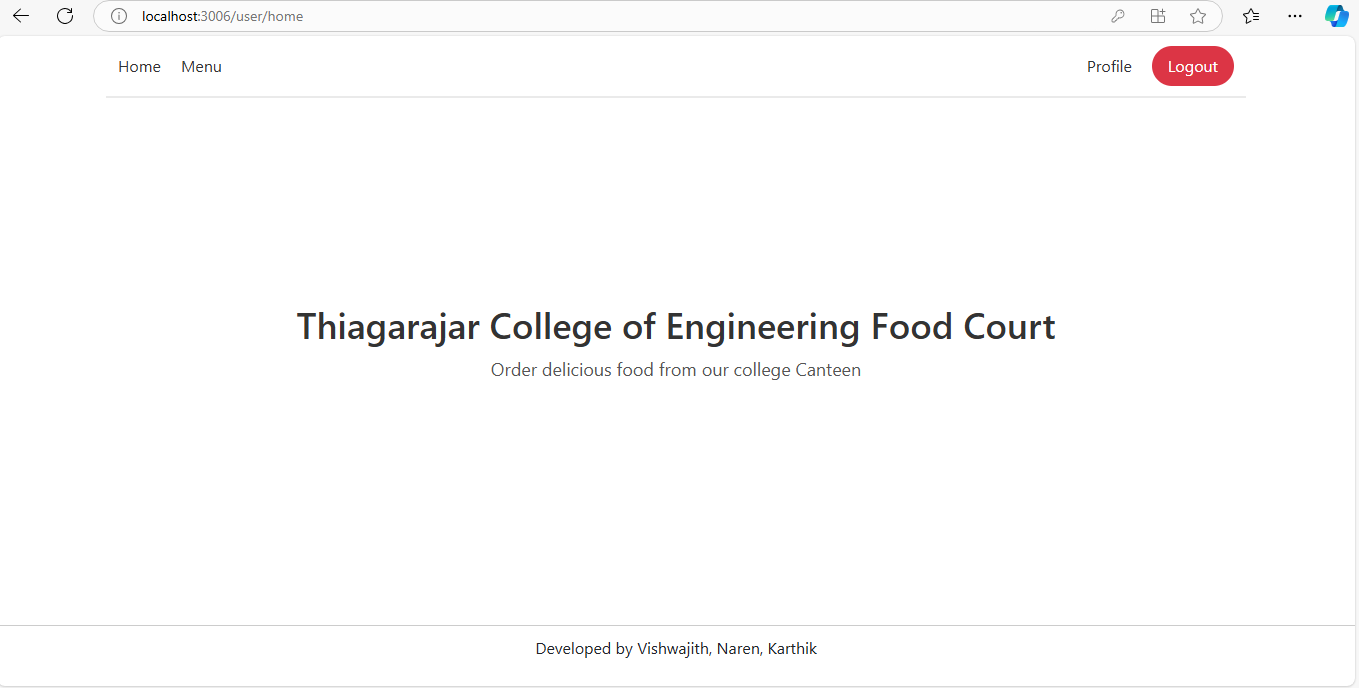 localhost:3006/user/home
Home Menu Profile Logout
Thiagarajar College of Engineering Food Court
Order delicious food from our college Canteen
Developed by Vishwajith, Naren, Karthik